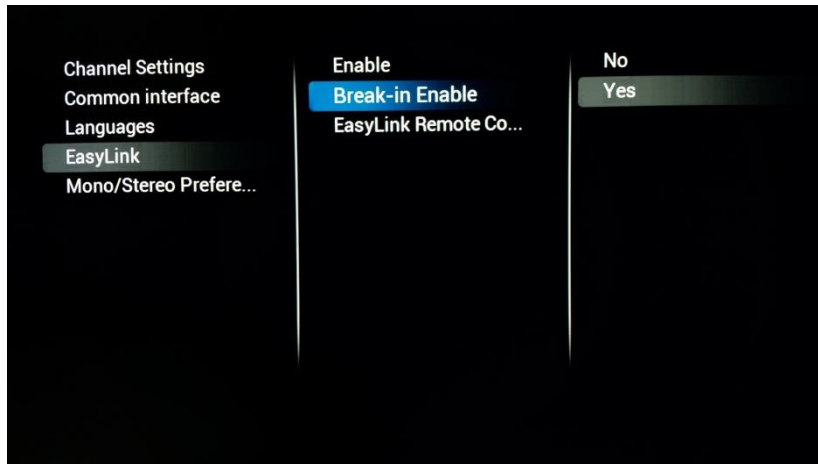 Channel Settings
Common interface
Languages
EasyLink
Mono/Stereo Prefere...
Enable
Break-in Enable
EasyLink Remote Co...
No
Yes